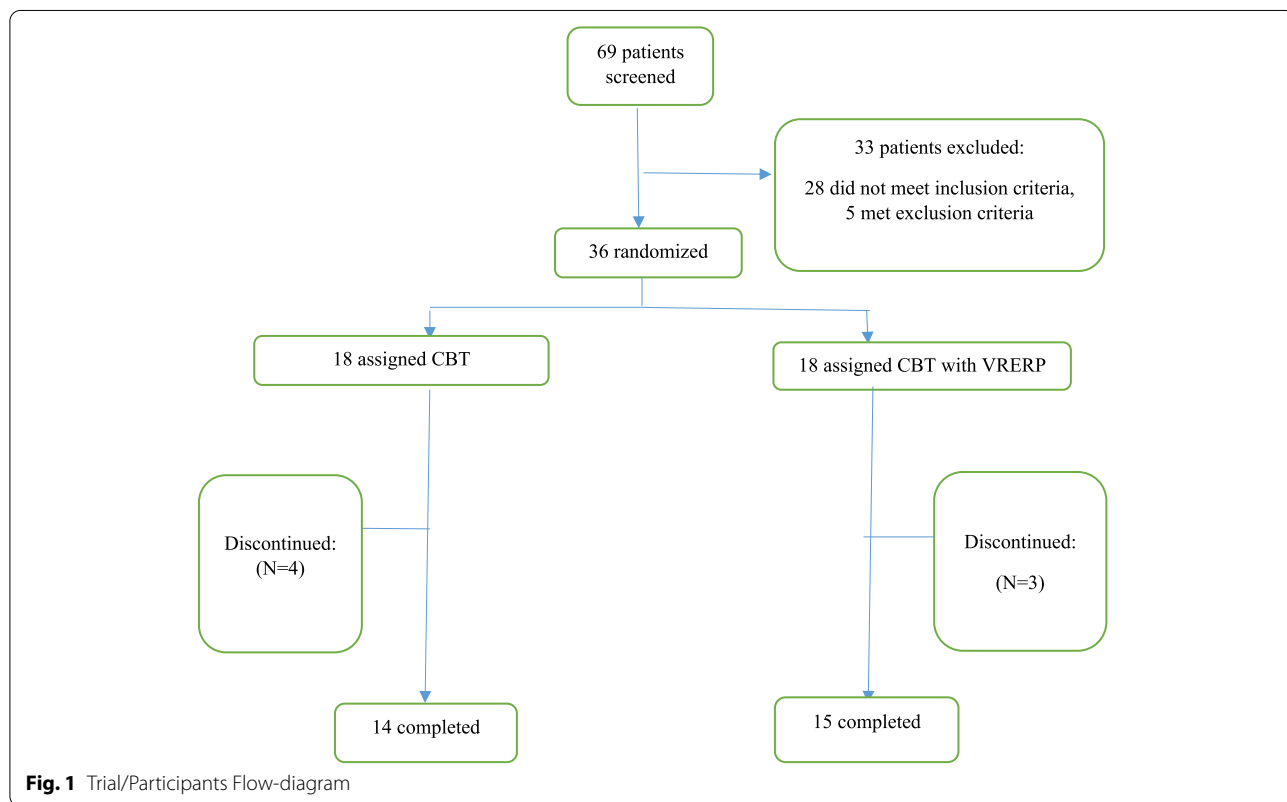 69 patients
screened
33 patients excluded:
28 did not meet inclusion criteria,
5 met exclusion criteria
36 randomized
18 assigned CBT
18 assigned CBT with VRERP
Discontinued:
(N=4)
Discontinued:
(N=3)
14 completed
15 completed
Fig. 1 Trial/Participants Flow-diagram